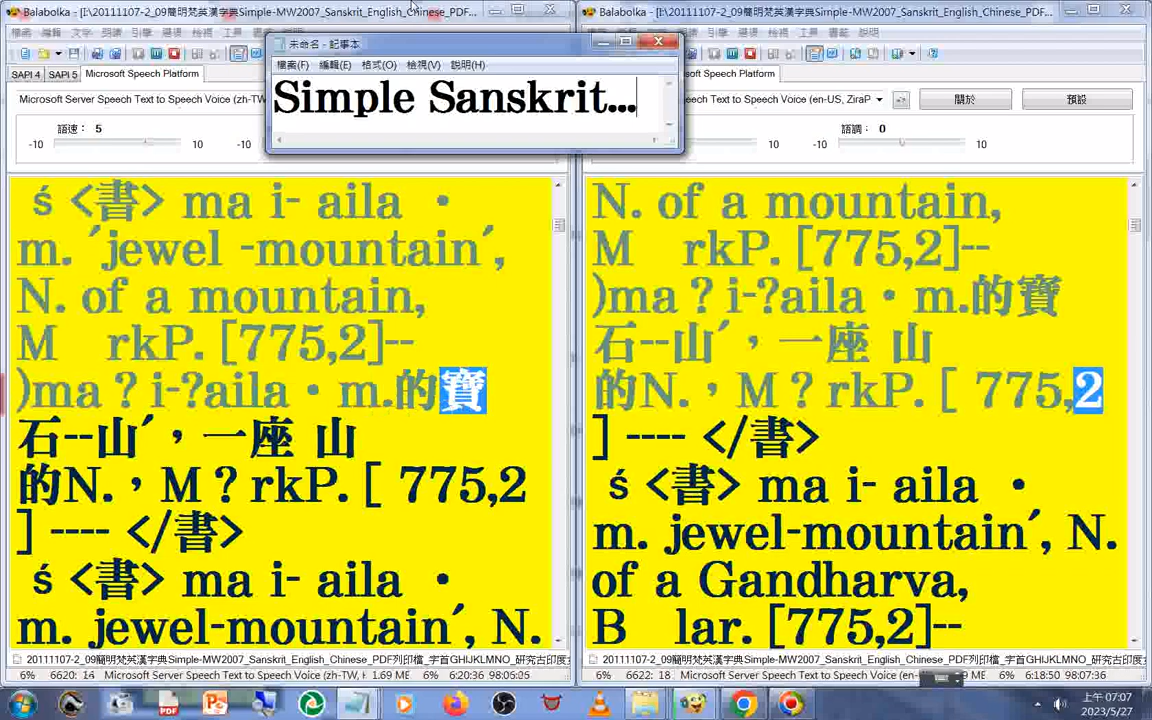 Balabolka - [I:\20111107-2_09簡明梵英漢字典Simple-MW2007_Sanskrit_English_Chinese_PDF...
Balabolka - [I:\20111107-2_09簡明梵英漢字典Simple-MW2007_Sanskrit_English_Chinese_PDF...
未命名 - 記事本
檔案(F) 編輯(E) 格式(O) 檢視(V) 說明(H)
Simple Sanskrit...
SAPI 4 SAPI 5 Microsoft Speech Platform
Speech Platform
Microsoft Server Speech Text to Speech Voice (zh-TW
eech Text to Speech Voice (en-US, ZiraP
關於
預設
語速： 5
-10 10 -10
語調： 0
10 -10 10
ś <書> ma i- aila •
m. ´jewel -mountain´,
N. of a mountain,
M rkP. [775,2]--
)ma？i-?aila • m.的寶
石--山´，一座 山
的N.，M？rkP. [ 775,2
] ---- </書>
ś <書> ma i- aila •
m. jewel-mountain´, N.
N. of a mountain,
M rkP. [775,2]--
)ma？i-?aila • m.的寶
石--山´，一座 山
的N.，M？rkP. [ 775,2
] ---- </書>
ś <書> ma i- aila •
m. jewel-mountain´, N.
of a Gandharva,
B lar. [775,2]--
20111107-2_09簡明梵英漢字典Simple-MW2007_Sanskrit_English_Chinese_PDF列印檔_字首GHIJKLMNO_研究古印度
20111107-2_09簡明梵英漢字典Simple-MW2007_Sanskrit_English_Chinese_PDF列印檔_字首GHIJKLMNO_研究古印度
6% 6620: 14 Microsoft Server Speech Text to Speech Voice (zh-TW, 1.69 ME 6% 6:20:36 98:05:25
6% 6622: 18 Microsoft Server Speech Text to Speech 1.69 MB 6% 6:18:50 98:07:36
上午 07:07
2023/5/27